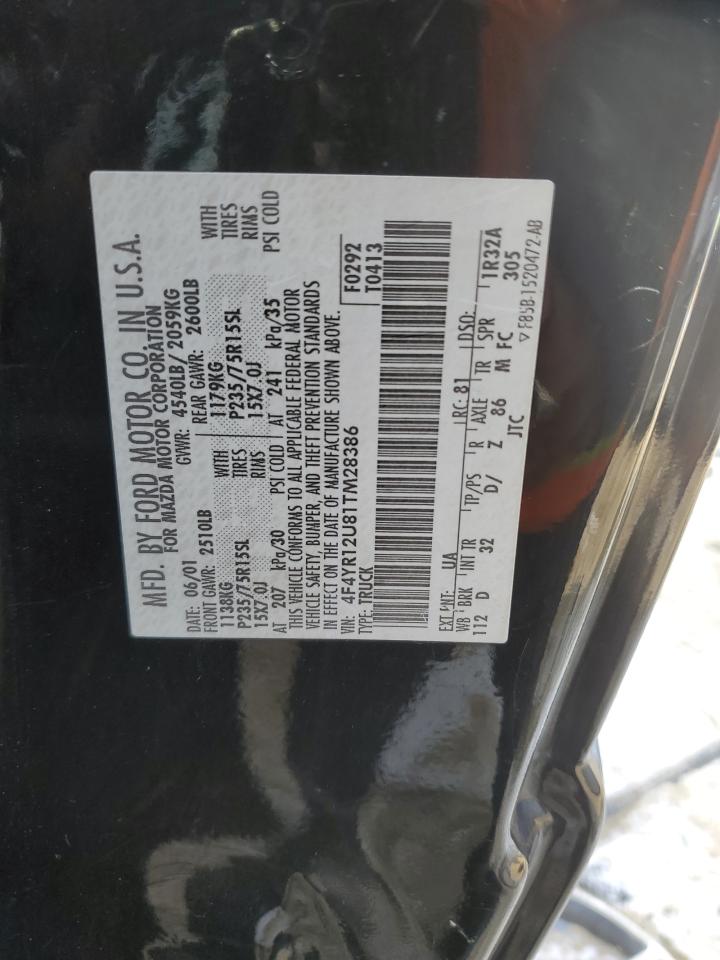 MFD. BY FORD MOTOR CO. IN U.S.A.
FOR MAZDA MOTOR CORPORATION
DATE: 06/01 GVWR: 4540LB/ 2059KG
FRONT GAWR: 2510LB REAR GAWR: 2600LB
1138KG 1179KG WITH
P235/75R15SL TIRES P235/75R15SL TIRES
15X7.0J RIMS 15X7.0J RIMS
AT 207 kPa/30 PSI COLD AT 241 kPa/35 PSI COLD
THIS VEHICLE CONFORMS TO ALL APPLICABLE FEDERAL MOTOR
VEHICLE SAFETY, BUMPER, AND THEFT PREVENTION STANDARDS
IN EFFECT ON THE DATE OF MANUFACTURE SHOWN ABOVE.
VIN: 4F4YR12U81TM28386 F0292
TYPE: TRUCK T0413
EXT PNT: UA RC: 81 DSO:
WB BRK INT TR TP/PS R AXLE TR SPR 1R32A
112 D 32 D/ Z 86 M FC 305
JTC
▽ F85B-1520472-AB